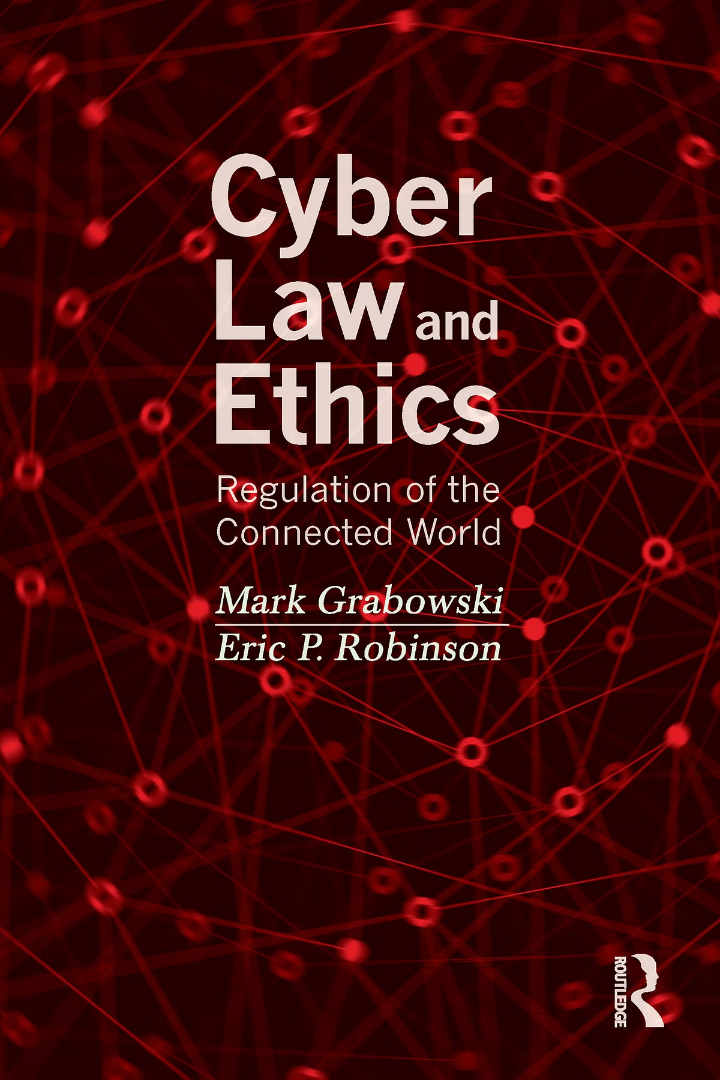 Cyber
Law and
Ethics
Regulation of the
Connected World
Mark Grabowski
Eric P. Robinson
ROUTLEDGE